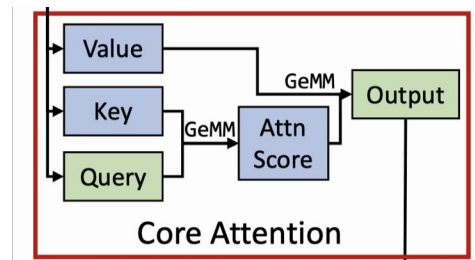 Value
GeMM
Output
Key
GeMM
Attn
Score
Query
Core Attention